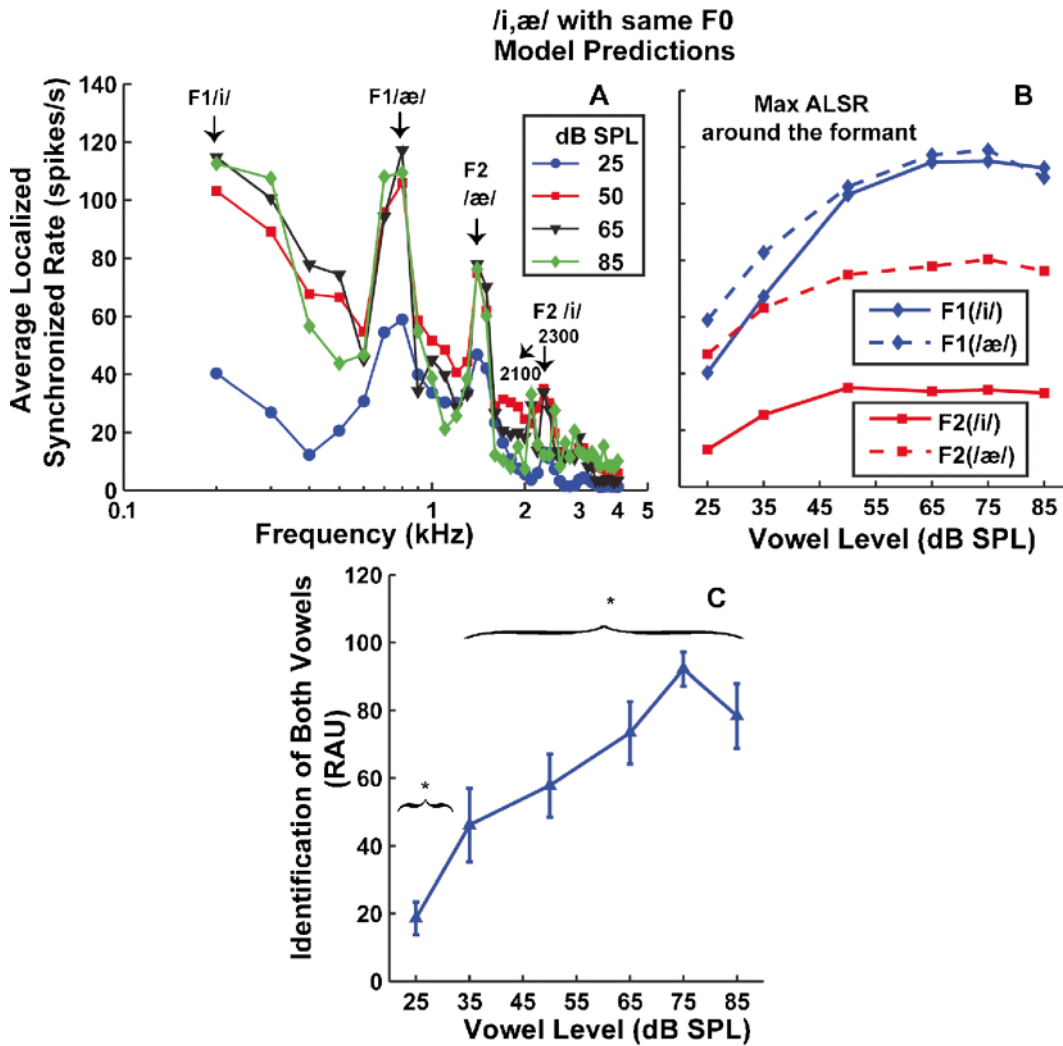 /i,æ/ with same F0
Model Predictions
Average Localized
Synchronized Rate (spikes/s)
140
120
100
80
60
40
20
0
0.1
1
2
3
4
5
Frequency (kHz)
F1/i/
F1/æ/
F2
/æ/
F2 /i/
2300
2100
A
dB SPL
25
50
65
85
B
Max ALSR
around the formant
F1(/i/)
F1(/æ/)
F2(/i/)
F2(/æ/)
25
35
45
55
65
75
85
Vowel Level (dB SPL)
C
*
*
Identification of Both Vowels
(RAU)
120
100
80
60
40
20
0
25
35
45
55
65
75
85
Vowel Level (dB SPL)